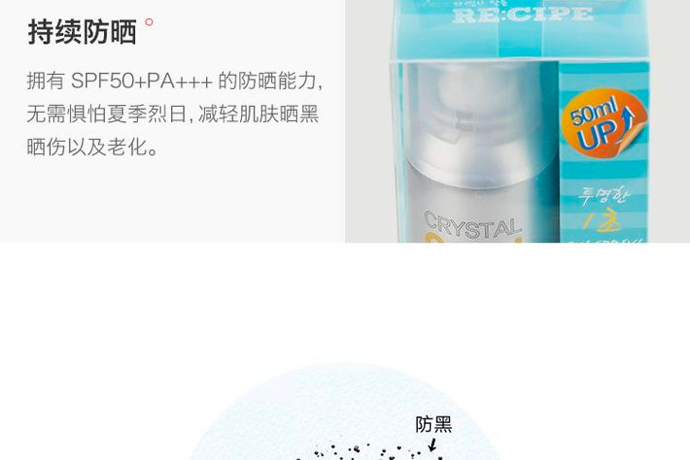 持续防晒
拥有 SPF50+PA+++ 的防晒能力,
无需惧怕夏季烈日, 减轻肌肤晒黑
晒伤以及老化。
RE:CIPE
50ml
UP
투명한
1초
CRYSTAL
防黑